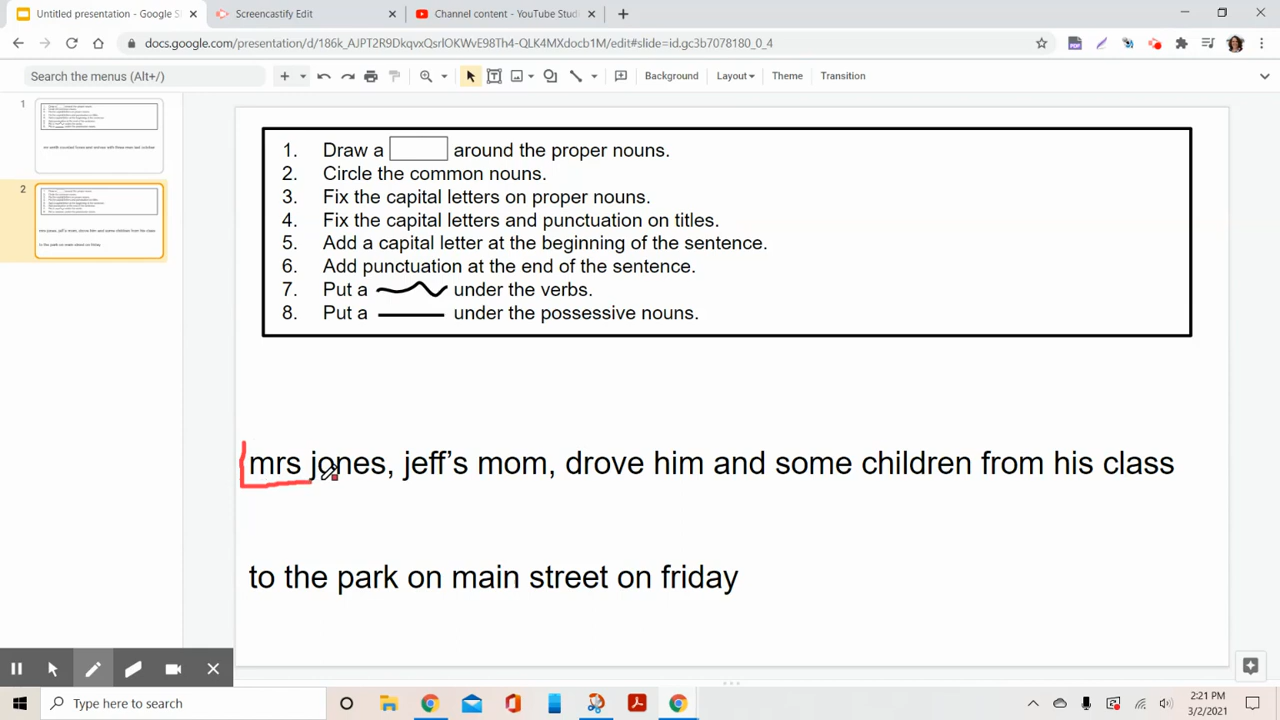 Untitled presentation - Google S
Screencastify Edit
Channel content - YouTube Stud
docs.google.com/presentation/d/186k_AJPT2R9DkqvxQsrlOKWvE98Th4-QLK4MXdocb1M/edit#slide=id.gc3b7078180_0_4
Search the menus (Alt+/)
Background
Layout
Theme
Transition
1
2
1. Draw a around the proper nouns.
2. Circle the common nouns.
3. Fix the capital letters on proper nouns.
4. Fix the capital letters and punctuation on titles.
5. Add a capital letter at the beginning of the sentence.
6. Add punctuation at the end of the sentence.
7. Put a under the verbs.
8. Put a under the possessive nouns.
mrs jones, jeff's mom, drove him and some children from his class
to the park on main street on friday
Type here to search
2:21 PM
3/2/2021